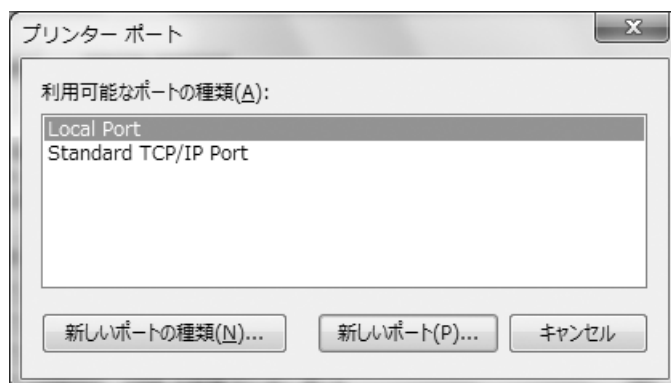 プリンター ポート
利用可能なポートの種類(A):
Local Port
Standard TCP/IP Port
新しいポートの種類(N)...
新しいポート(P)...
キャンセル